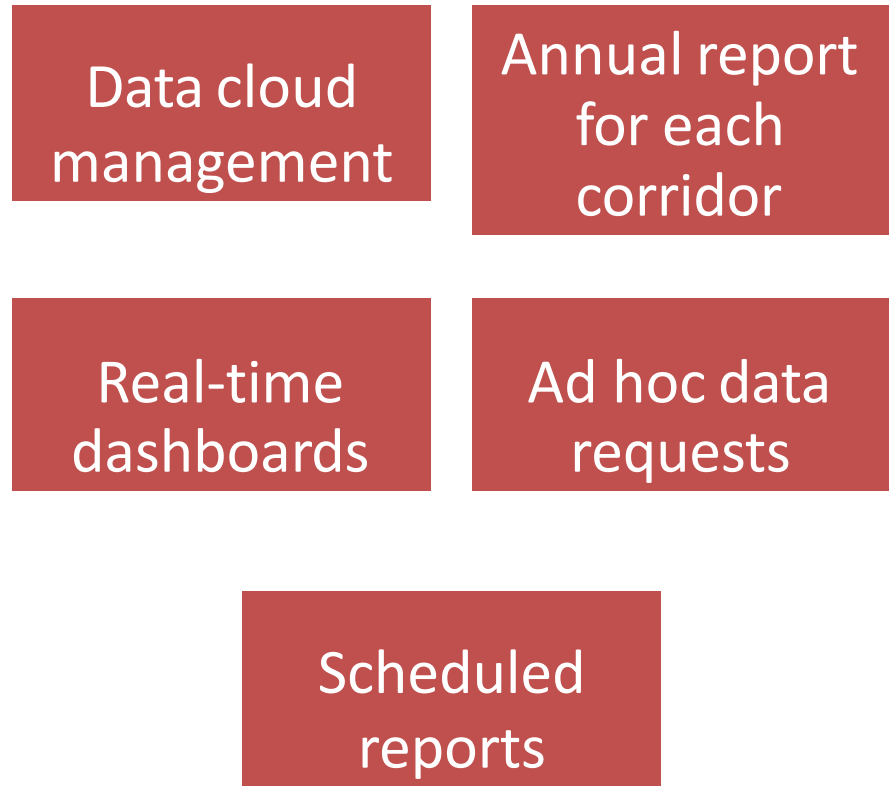 Data cloud
management
Annual report
for each
corridor
Real-time
dashboards
Ad hoc data
requests
Scheduled
reports